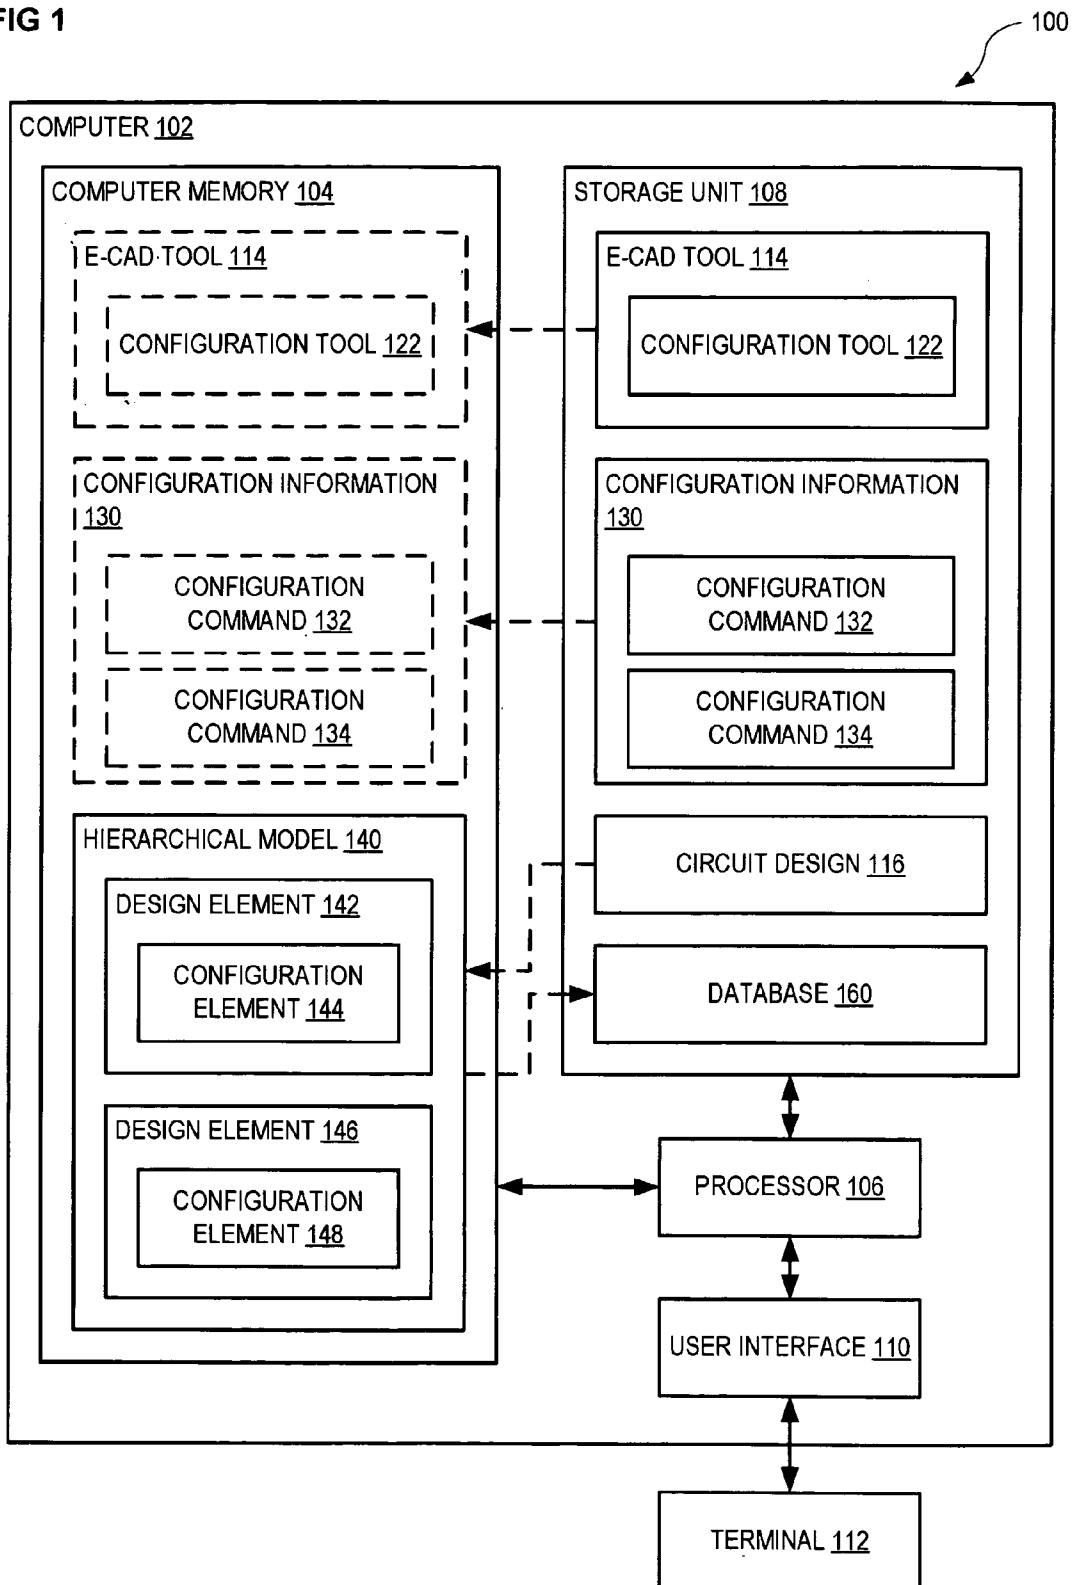 FIG 1
100
COMPUTER 102
COMPUTER MEMORY 104
E-CAD TOOL 114
CONFIGURATION TOOL 122
CONFIGURATION INFORMATION
130
CONFIGURATION
COMMAND 132
CONFIGURATION
COMMAND 134
HIERARCHICAL MODEL 140
DESIGN ELEMENT 142
CONFIGURATION
ELEMENT 144
DESIGN ELEMENT 146
CONFIGURATION
ELEMENT 148
STORAGE UNIT 108
E-CAD TOOL 114
CONFIGURATION TOOL 122
CONFIGURATION INFORMATION
130
CONFIGURATION
COMMAND 132
CONFIGURATION
COMMAND 134
CIRCUIT DESIGN 116
DATABASE 160
PROCESSOR 106
USER INTERFACE 110
TERMINAL 112